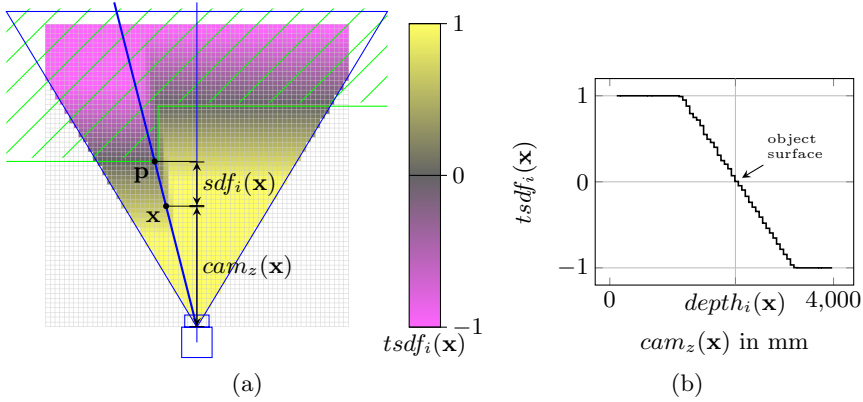 p
x
sdf_i(x)
cam_z(x)
1
0
−1
tsdf_i(x)
(a)
tsdf_i(x)
1
0
−1
object
surface
0
depth_i(x)
4,000
cam_z(x) in mm
(b)